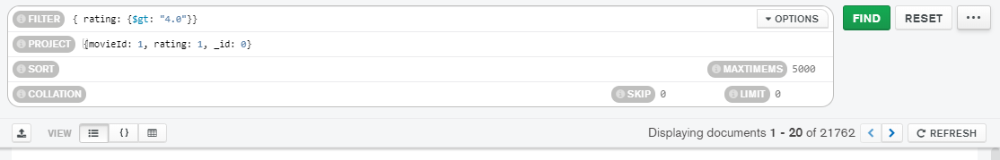 FILTER { rating: {$gt: "4.0"}} OPTIONS FIND RESET ...
PROJECT {movieId: 1, rating: 1, _id: 0}
SORT MAXTIMEMS 5000
COLLATION SKIP 0 LIMIT 0
VIEW {} Displaying documents 1 - 20 of 21762 < > REFRESH